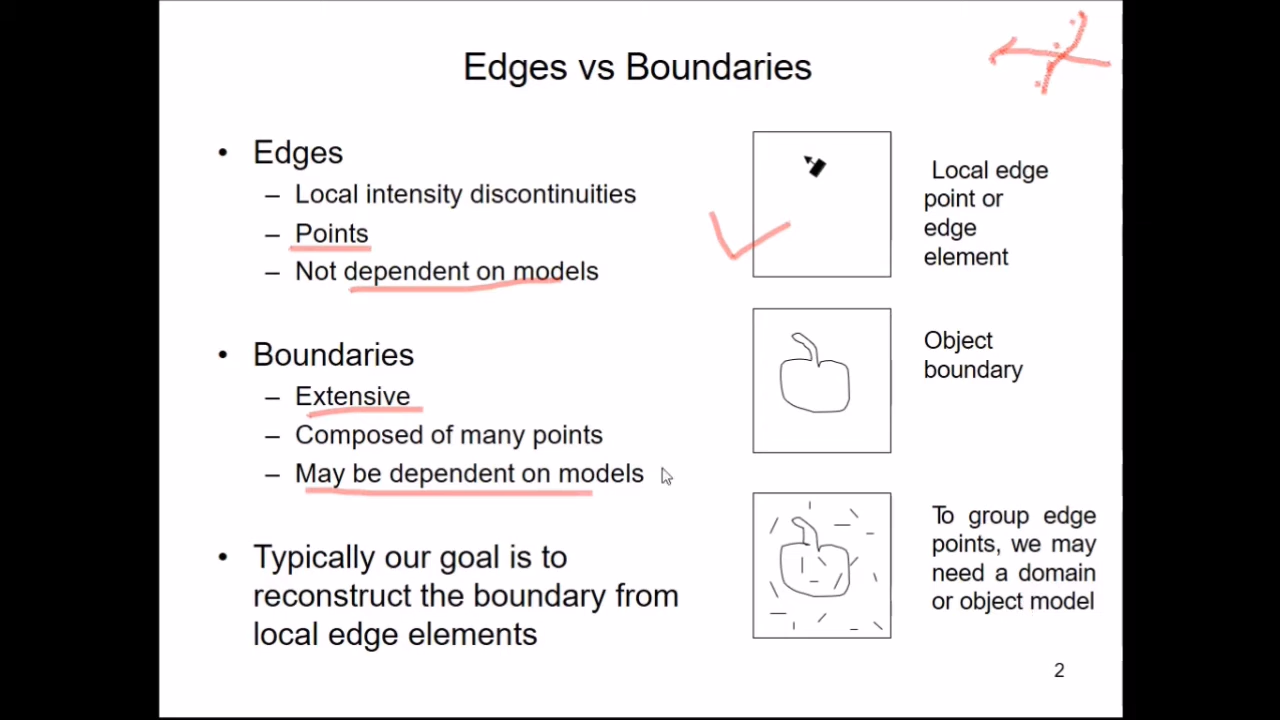 Edges vs Boundaries
• Edges
– Local intensity discontinuities
– Points
– Not dependent on models
• Boundaries
– Extensive
– Composed of many points
– May be dependent on models
• Typically our goal is to
reconstruct the boundary from
local edge elements
Local edge
point or
edge
element
Object
boundary
To group edge
points, we may
need a domain
or object model
2